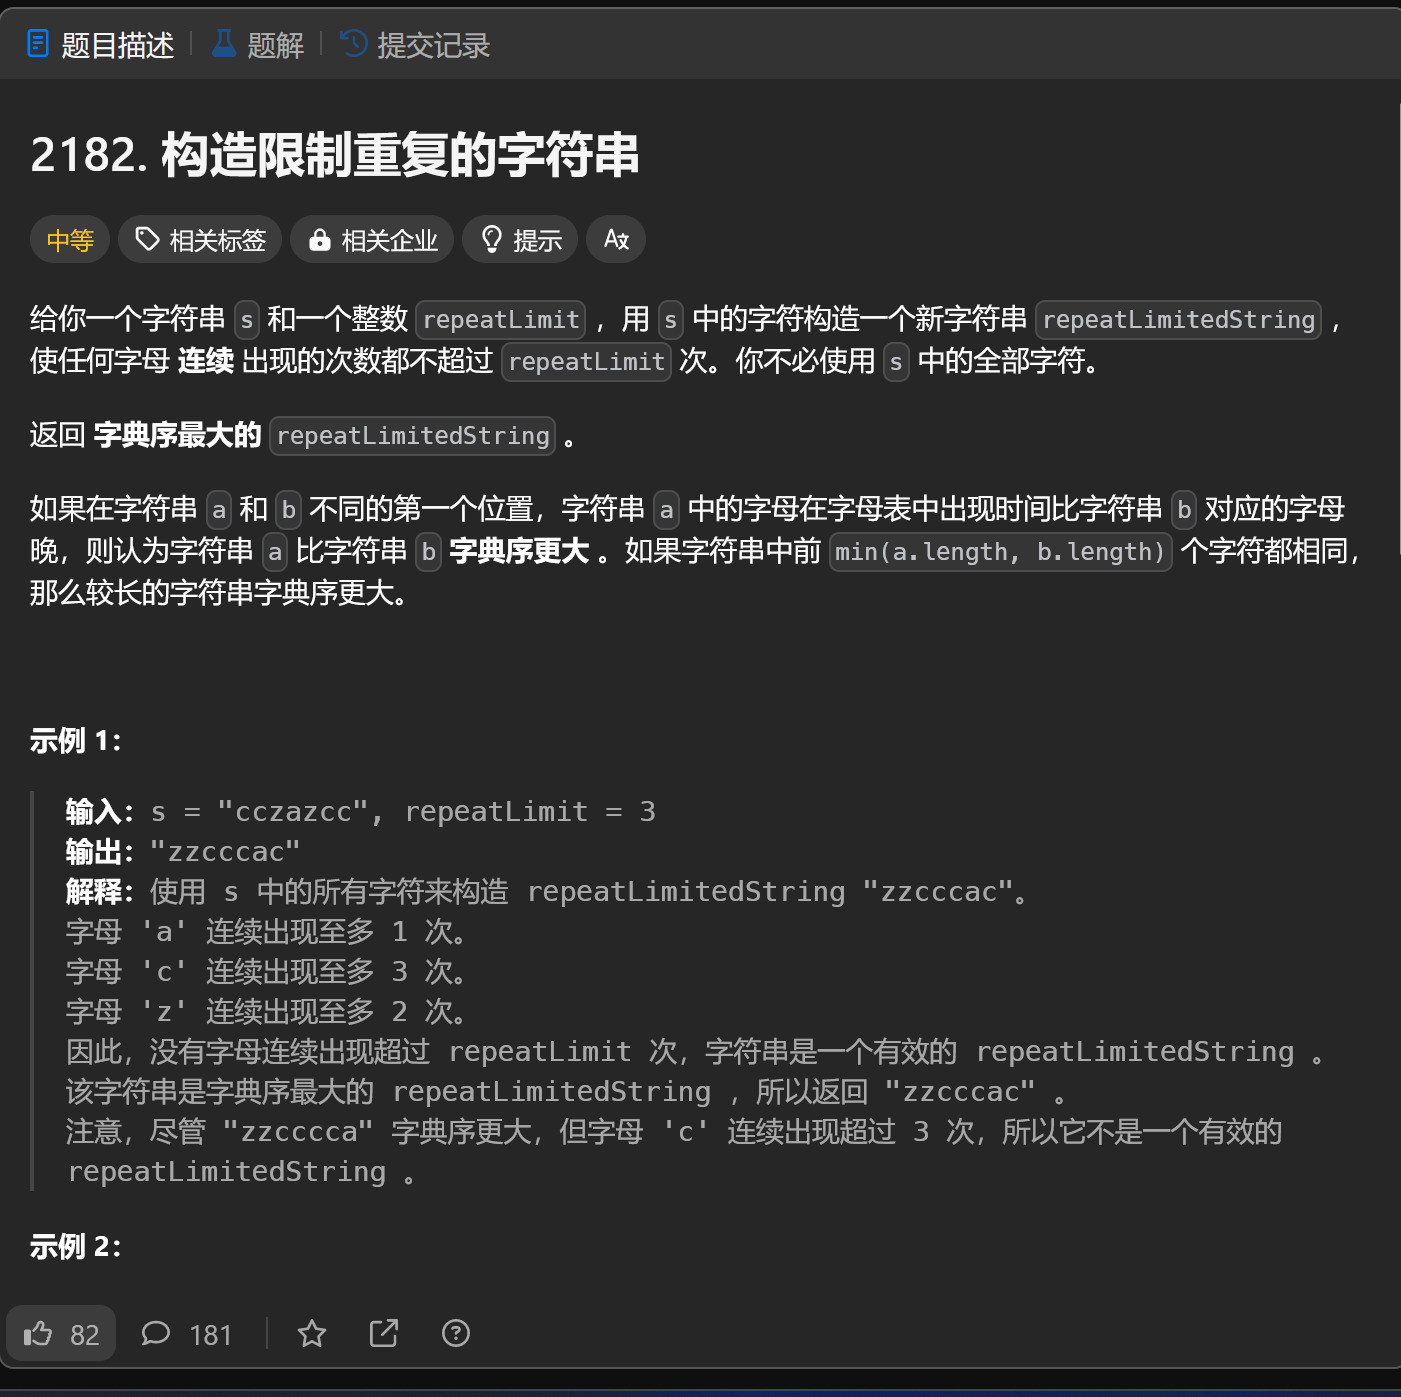 题目描述 题解 提交记录
2182. 构造限制重复的字符串
中等 相关标签 相关企业 提示
给你一个字符串 s 和一个整数 repeatLimit ，用 s 中的字符构造一个新字符串 repeatLimitedString ，
使任何字母 连续 出现的次数都不超过 repeatLimit 次。你不必使用 s 中的全部字符。
返回 字典序最大的 repeatLimitedString 。
如果在字符串 a 和 b 不同的第一个位置，字符串 a 中的字母在字母表中出现时间比字符串 b 对应的字母
晚，则认为字符串 a 比字符串 b 字典序更大 。如果字符串中前 min(a.length, b.length) 个字符都相同，
那么较长的字符串字典序更大。
示例 1：
输入：s = "cczazcc", repeatLimit = 3
输出："zzcccac"
解释：使用 s 中的所有字符来构造 repeatLimitedString "zzcccac"。
字母 'a' 连续出现至多 1 次。
字母 'c' 连续出现至多 3 次。
字母 'z' 连续出现至多 2 次。
因此，没有字母连续出现超过 repeatLimit 次，字符串是一个有效的 repeatLimitedString 。
该字符串是字典序最大的 repeatLimitedString ，所以返回 "zzcccac" 。
注意，尽管 "zzcccca" 字典序更大，但字母 'c' 连续出现超过 3 次，所以它不是一个有效的
repeatLimitedString 。
示例 2：
82 181